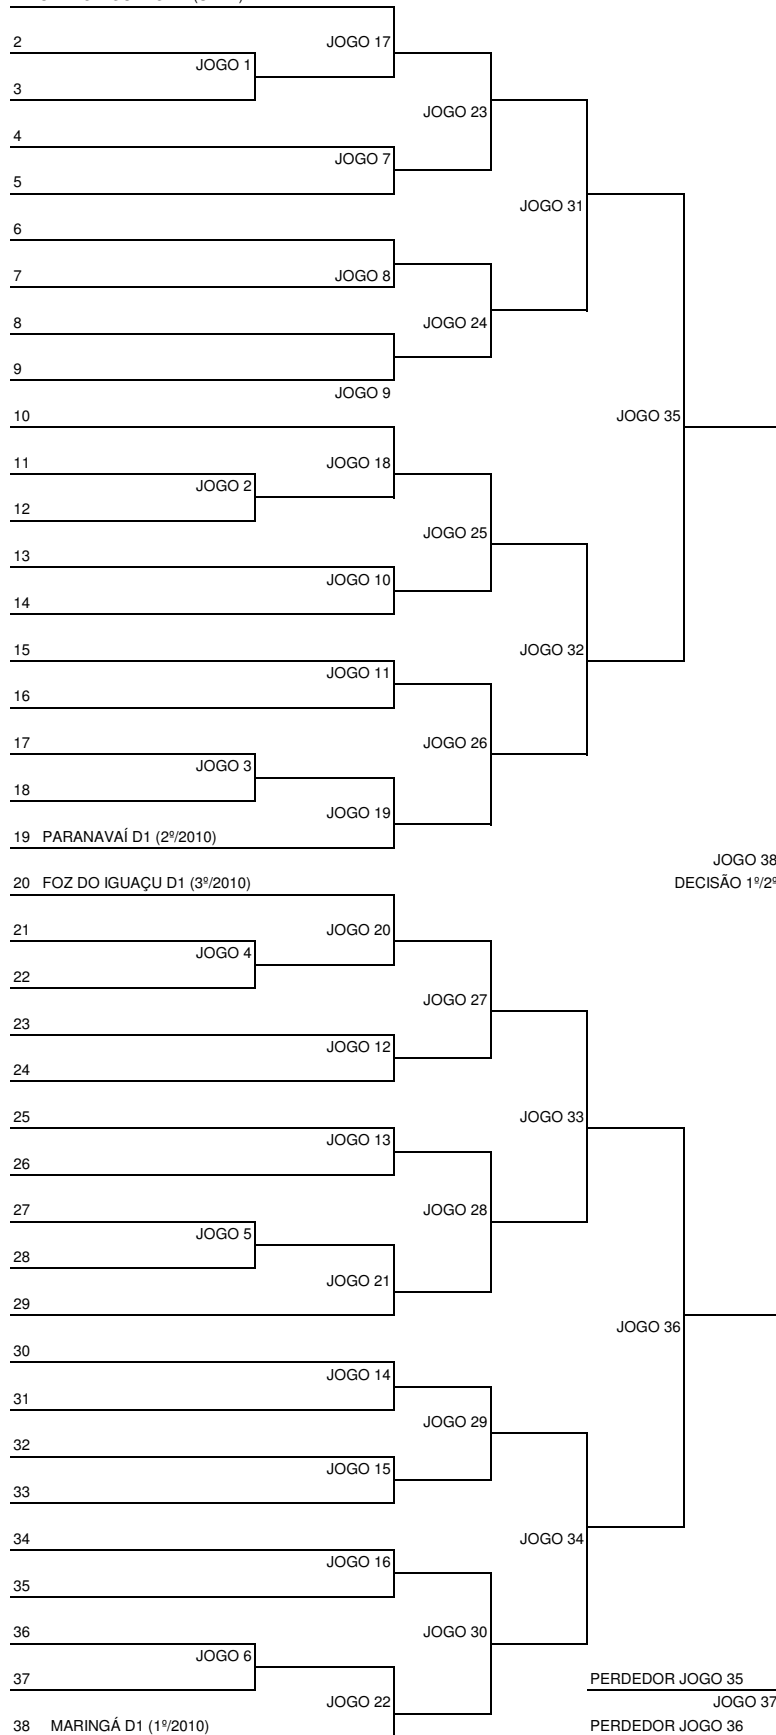 2
JOGO 17
JOGO 1
3
JOGO 23
4
JOGO 7
5
JOGO 31
6
7
JOGO 8
8
JOGO 24
9
JOGO 9
10
JOGO 35
11
JOGO 18
JOGO 2
12
JOGO 25
13
JOGO 10
14
15
JOGO 32
JOGO 11
16
17
JOGO 26
JOGO 3
18
JOGO 19
19 PARANAVAÍ D1 (2º/2010)
JOGO 38
20 FOZ DO IGUAÇU D1 (3º/2010)
DECISÃO 1º/2º
21
JOGO 20
JOGO 4
22
JOGO 27
23
JOGO 12
24
25
JOGO 33
JOGO 13
26
27
JOGO 28
JOGO 5
28
JOGO 21
29
JOGO 36
30
JOGO 14
31
JOGO 29
32
JOGO 15
33
34
JOGO 34
JOGO 16
35
36
JOGO 30
JOGO 6
37
PERDEDOR JOGO 35
JOGO 22
JOGO 37
38 MARINGÁ D1 (1º/2010)
PERDEDOR JOGO 36